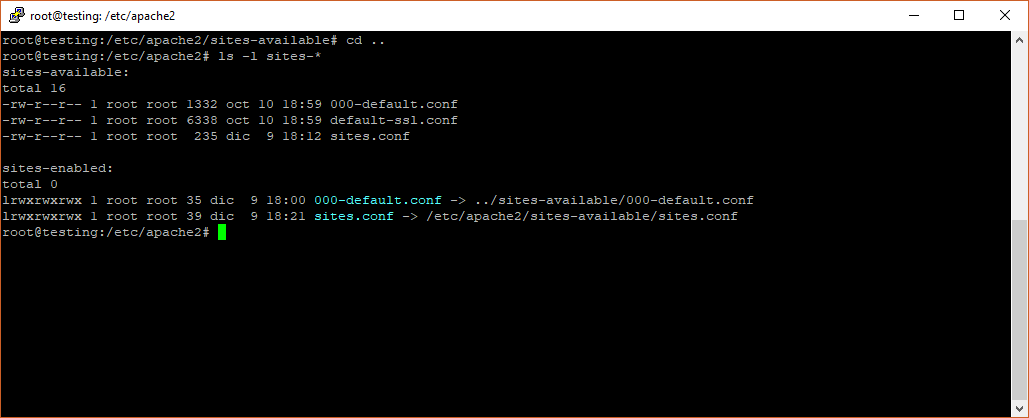 root@testing: /etc/apache2
root@testing:/etc/apache2/sites-available# cd ..
root@testing:/etc/apache2# ls -l sites-*
sites-available:
total 16
-rw-r--r-- 1 root root 1332 oct 10 18:59 000-default.conf
-rw-r--r-- 1 root root 6338 oct 10 18:59 default-ssl.conf
-rw-r--r-- 1 root root  235 dic  9 18:12 sites.conf

sites-enabled:
total 0
lrwxrwxrwx 1 root root 35 dic  9 18:00 000-default.conf -> ../sites-available/000-default.conf
lrwxrwxrwx 1 root root 39 dic  9 18:21 sites.conf -> /etc/apache2/sites-available/sites.conf
root@testing:/etc/apache2#